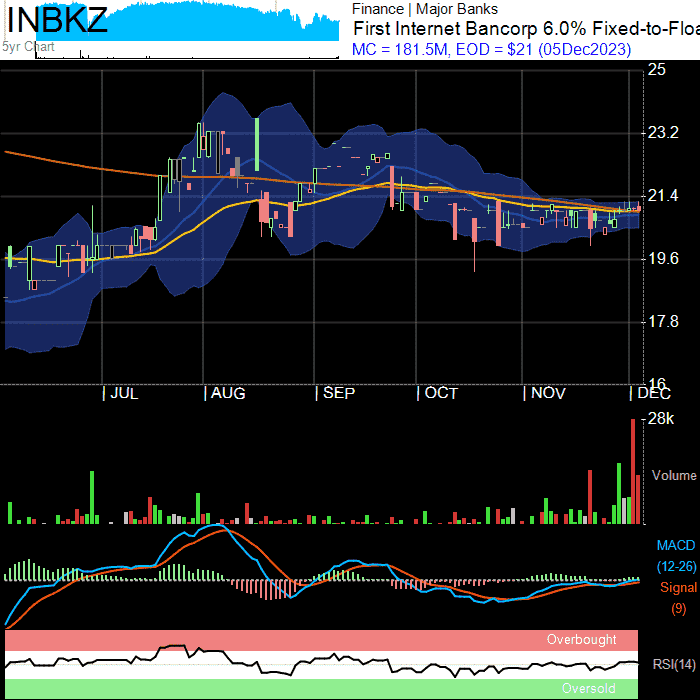 INBKZ
5yr Chart
Finance | Major Banks
First Internet Bancorp 6.0% Fixed-to-Floa
MC = 181.5M, EOD = $21 (05Dec2023)
25
23.2
21.4
19.6
17.8
16
JUL
AUG
SEP
OCT
NOV
DEC
28k
Volume
MACD
(12-26)
Signal
(9)
Overbought
RSI(14)
Oversold